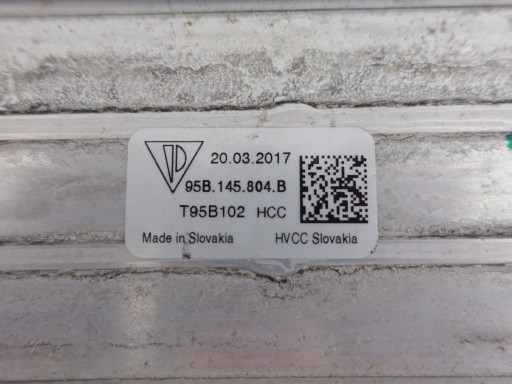 20.03.2017
95B.145.804.B
T95B102 HCC
Made in Slovakia HVCC Slovakia